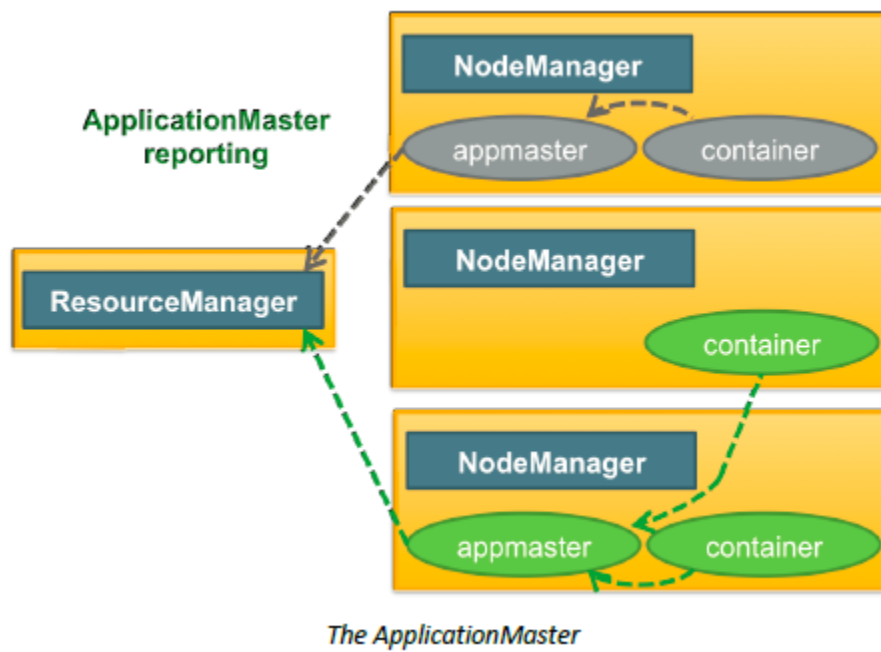 ApplicationMaster
reporting
NodeManager
appmaster
container
ResourceManager
NodeManager
container
NodeManager
appmaster
container
The ApplicationMaster